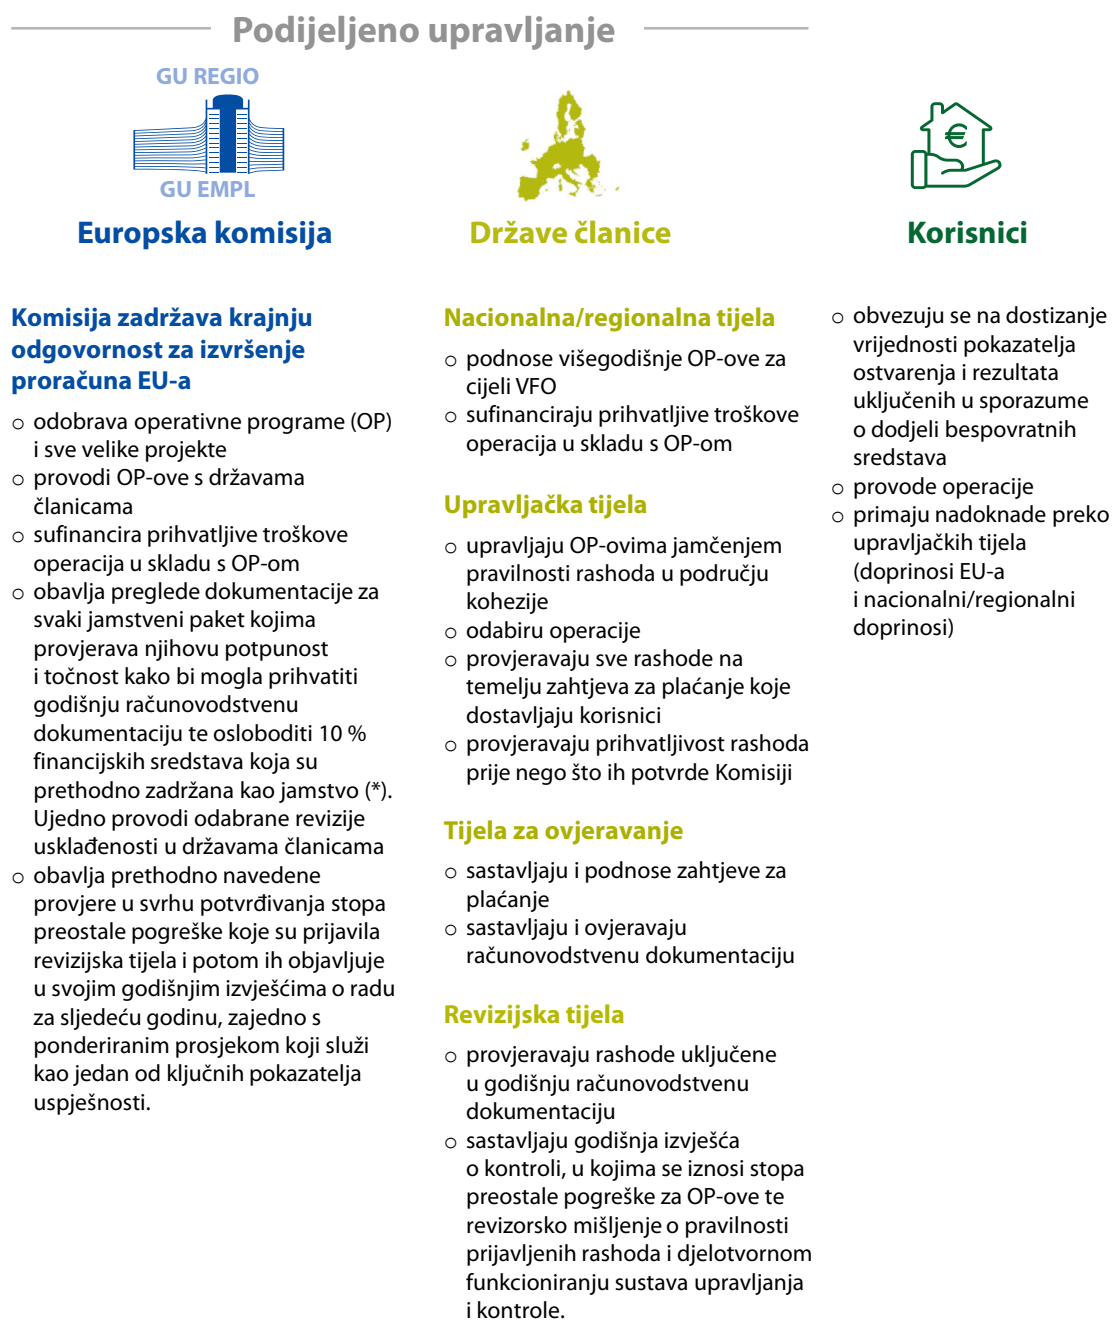 Podijeljeno upravljanje
GU REGIO
GU EMPL
Europska komisija
Komisija zadržava krajnju
odgovornost za izvršenje
proračuna EU-a
o odobrava operativne programe (OP)
i sve velike projekte
o provodi OP-ove s državama
članicama
o sufinancira prihvatljive troškove
operacija u skladu s OP-om
o obavlja preglede dokumentacije za
svaki jamstveni paket kojima
provjerava njihovu potpunost
i točnost kako bi mogla prihvatiti
godišnju računovodstvenu
dokumentaciju te osloboditi 10 %
financijskih sredstava koja su
prethodno zadržana kao jamstvo (*).
Ujedno provodi odabrane revizije
usklađenosti u državama članicama
o obavlja prethodno navedene
provjere u svrhu potvrđivanja stopa
preostale pogreške koje su prijavila
revizijska tijela i potom ih objavljuje
u svojim godišnjim izvješćima o radu
za sljedeću godinu, zajedno s
ponderiranim prosjekom koji služi
kao jedan od ključnih pokazatelja
uspješnosti.
Države članice
Nacionalna/regionalna tijela
o podnose višegodišnje OP-ove za
cijeli VFO
o sufinanciraju prihvatljive troškove
operacija u skladu s OP-om
Upravljačka tijela
o upravljaju OP-ovima jamčenjem
pravilnosti rashoda u području
kohezije
o odabiru operacije
o provjeravaju sve rashode na
temelju zahtjeva za plaćanje koje
dostavljaju korisnici
o provjeravaju prihvatljivost rashoda
prije nego što ih potvrde Komisiji
Tijela za ovjeravanje
o sastavljaju i podnose zahtjeve za
plaćanje
o sastavljaju i ovjeravaju
računovodstvenu dokumentaciju
Revizijska tijela
o provjeravaju rashode uključene
u godišnju računovodstvenu
dokumentaciju
o sastavljaju godišnja izvješća
o kontroli, u kojima se iznosi stopa
preostale pogreške za OP-ove te
revizorsko mišljenje o pravilnosti
prijavljenih rashoda i djelotvornom
funkcioniranju sustava upravljanja
i kontrole.
€
Korisnici
o obvezuju se na dostizanje
vrijednosti pokazatelja
ostvarenja i rezultata
uključenih u sporazume
o dodjeli bespovratnih
sredstava
o provode operacije
o primaju nadoknade preko
upravljačkih tijela
(doprinosi EU-a
i nacionalni/regionalni
doprinosi)